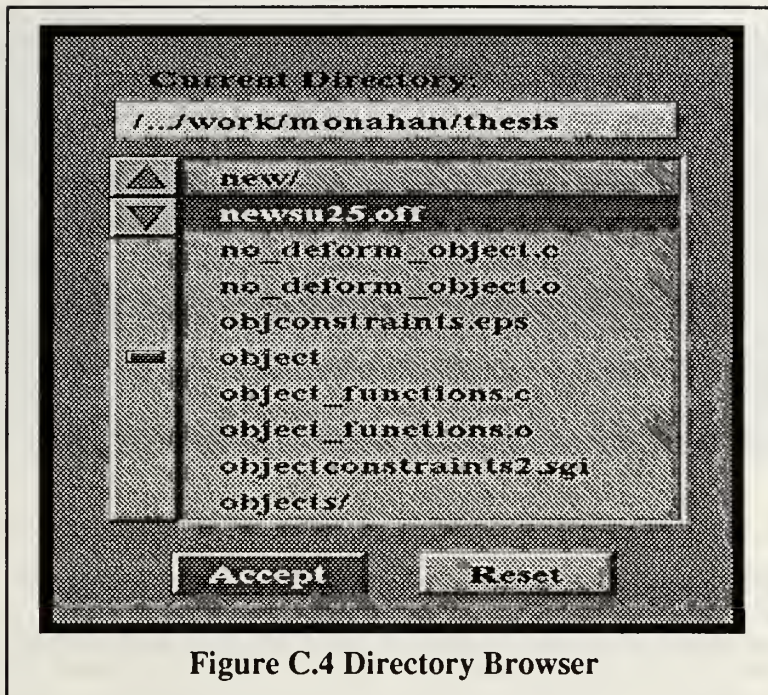 Current Directory:
/.../work/monahan/thesis
new/
newsu25.off
no_deform_object.c
no_deform_object.o
objconstraints.eps
object
object_functions.c
object_functions.o
objectconstraints2.sgi
objects/
Accept Reset
Figure C.4 Directory Browser